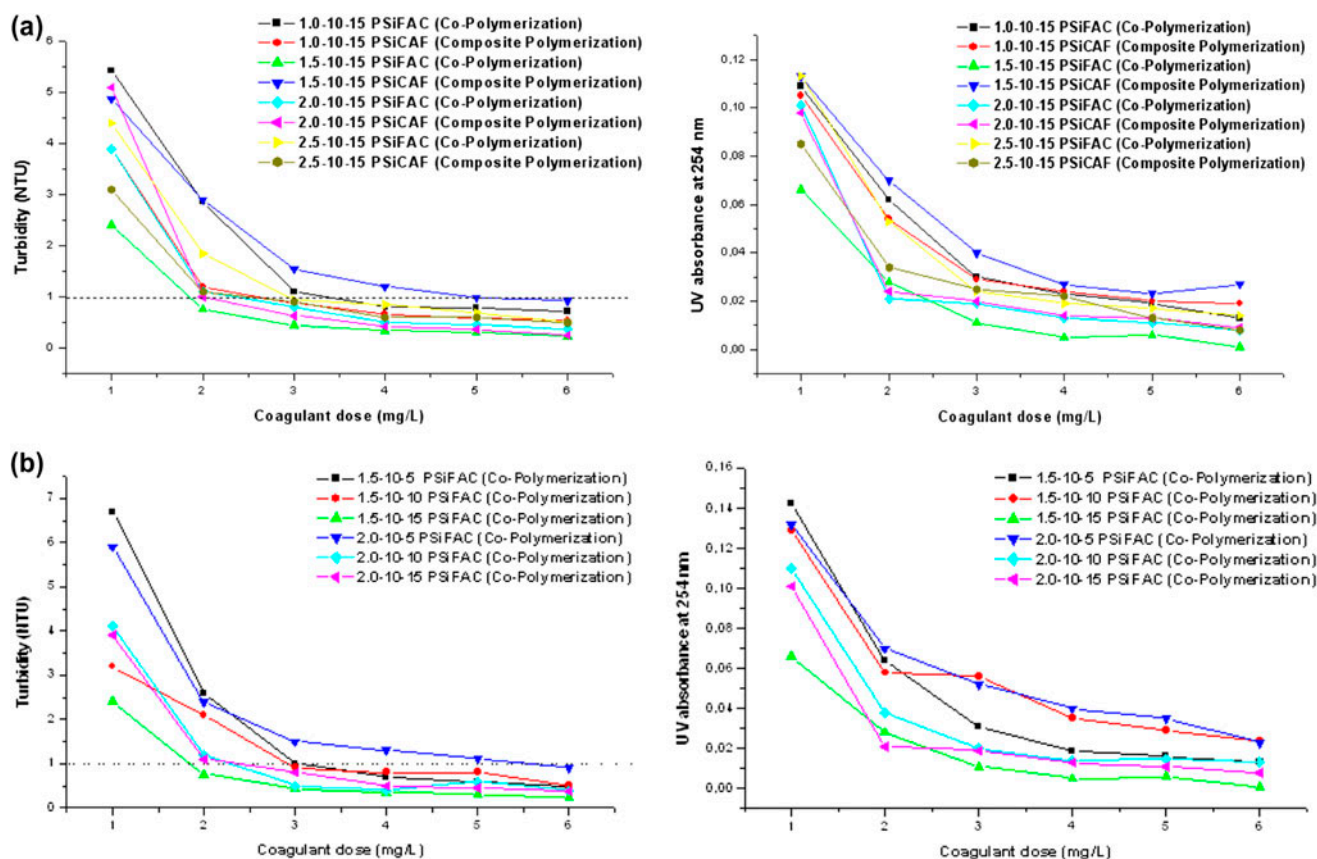 (a)
1.0-10-15 PSiFAC (Co-Polymerization)
1.0-10-15 PSiCAF (Composite Polymerization)
1.5-10-15 PSiFAC (Co-Polymerization)
1.5-10-15 PSiCAF (Composite Polymerization)
2.0-10-15 PSiFAC (Co-Polymerization)
2.0-10-15 PSiCAF (Composite Polymerization)
2.5-10-15 PSiFAC (Co-Polymerization)
2.5-10-15 PSiCAF (Composite Polymerization)
Turbidity (NTU)
6
5
4
3
2
1
0
1 2 3 4 5 6
Coagulant dose (mg/L)
1.0-10-15 PSiFAC (Co-Polymerization)
1.0-10-15 PSiCAF (Composite Polymerization)
1.5-10-15 PSiFAC (Co-Polymerization)
1.5-10-15 PSiCAF (Composite Polymerization)
2.0-10-15 PSiFAC (Co-Polymerization)
2.0-10-15 PSiCAF (Composite Polymerization)
2.5-10-15 PSiFAC (Co-Polymerization)
2.5-10-15 PSiCAF (Composite Polymerization)
UV absorbance at 254 nm
0,12
0,10
0,08
0,06
0,04
0,02
0,00
1 2 3 4 5 6
Coagulant dose (mg/L)
(b)
1.5-10-5 PSiFAC (Co-Polymerization)
1.5-10-10 PSiFAC (Co-Polymerization)
1.5-10-15 PSiFAC (Co-Polymerization)
2.0-10-5 PSiFAC (Co-Polymerization)
2.0-10-10 PSiFAC (Co-Polymerization)
2.0-10-15 PSiFAC (Co-Polymerization)
Turbidity (NTU)
7
6
5
4
3
2
1
0
1 2 3 4 5 6
Coagulant dose (mg/L)
1.5-10-5 PSiFAC (Co-Polymerization)
1.5-10-10 PSiFAC (Co-Polymerization)
1.5-10-15 PSiFAC (Co-Polymerization)
2.0-10-5 PSiFAC (Co-Polymerization)
2.0-10-10 PSiFAC (Co-Polymerization)
2.0-10-15 PSiFAC (Co-Polymerization)
UV absorbance at 254 nm
0,16
0,14
0,12
0,10
0,08
0,06
0,04
0,02
0,00
1 2 3 4 5 6
Coagulant dose (mg/L)